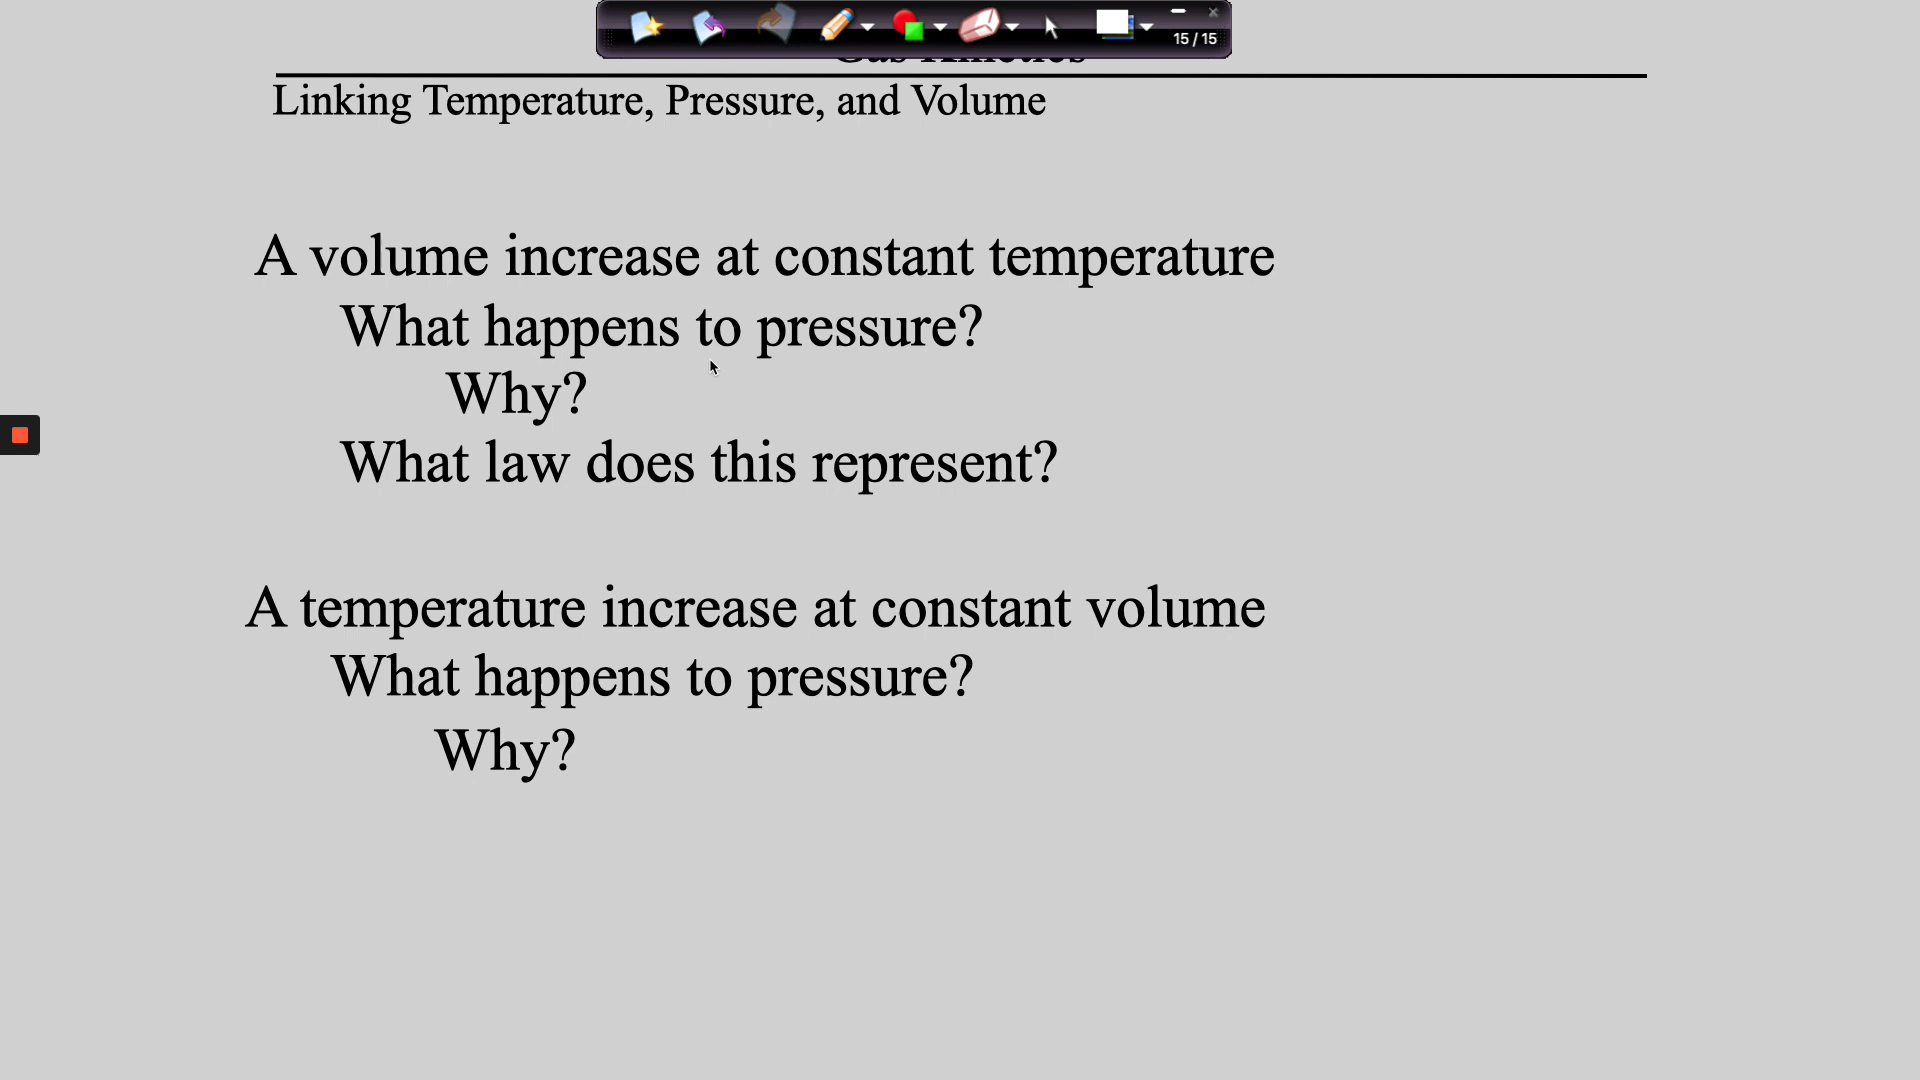 15 / 15
Linking Temperature, Pressure, and Volume
A volume increase at constant temperature
What happens to pressure?
Why?
What law does this represent?
A temperature increase at constant volume
What happens to pressure?
Why?